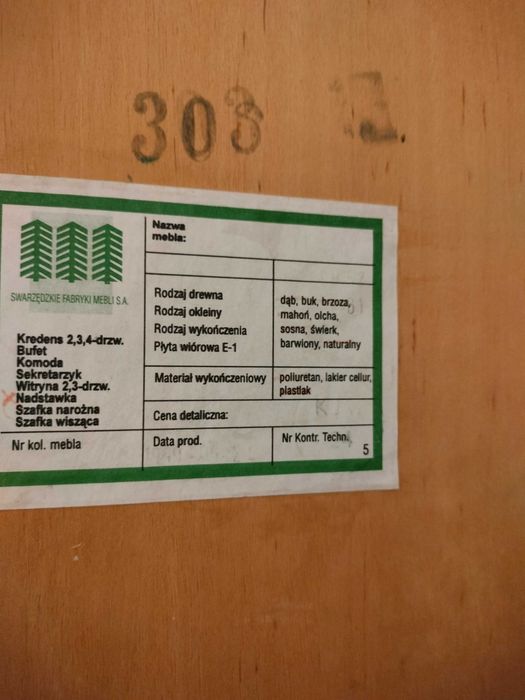 303
Nazwa
mebla:
SWARZĘDZKIE FABRYKI MEBLI S.A.
Rodzaj drewna
Rodzaj okleiny
Rodzaj wykończenia
Płyta wiórowa E-1
dąb, buk, brzoza,
mahoń, olcha,
sosna, świerk,
barwiony, naturalny
Kredens 2,3,4-drzw.
Bufet
Komoda
Sekretarzyk
Witryna 2,3-drzw.
Nadstawka
Szafka narożna
Szafka wisząca
Materiał wykończeniowy
poliuretan, lakier cellur,
plastlak
Cena detaliczna:
Nr kol. mebla
Data prod.
Nr Kontr. Techn.
5